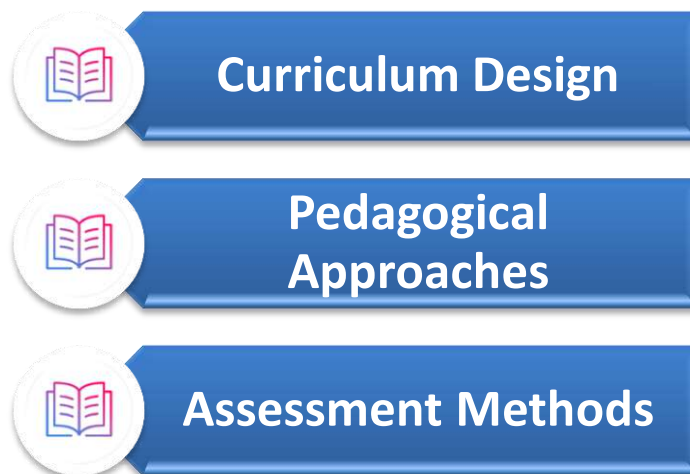 Curriculum Design
Pedagogical
Approaches
Assessment Methods